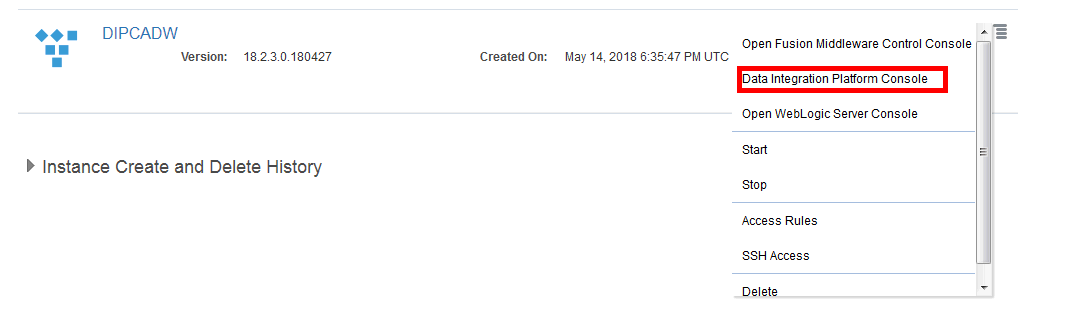 DIPCADW
Version: 18.2.3.0.180427 Created On: May 14, 2018 6:35:47 PM UTC
Open Fusion Middleware Control Console
Data Integration Platform Console
Open WebLogic Server Console
Start
Stop
Access Rules
SSH Access
Delete
Instance Create and Delete History